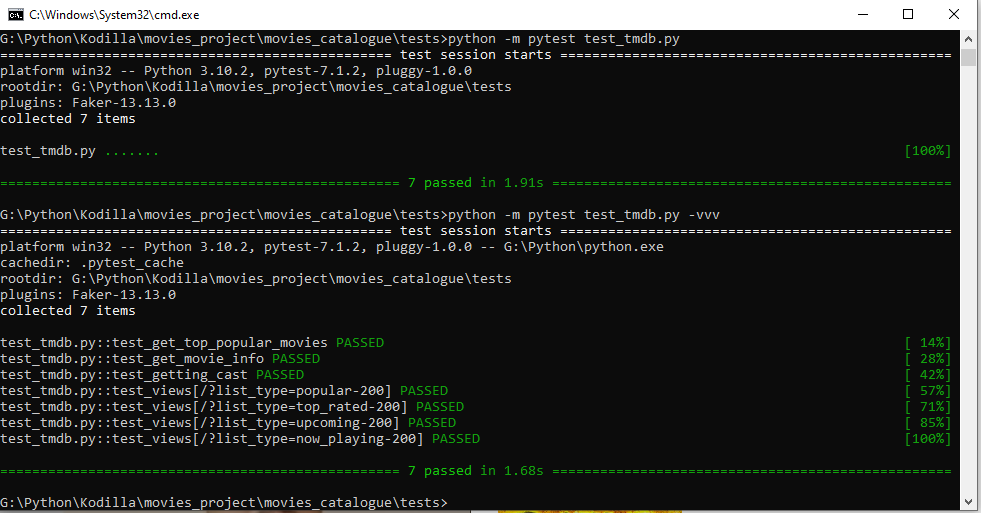 C:\Windows\System32\cmd.exe
G:\Python\Kodilla\movies_project\movies_catalogue\tests>python -m pytest test_tmdb.py
================================================= test session starts =================================================
platform win32 -- Python 3.10.2, pytest-7.1.2, pluggy-1.0.0
rootdir: G:\Python\Kodilla\movies_project\movies_catalogue\tests
plugins: Faker-13.13.0
collected 7 items
test_tmdb.py ....... [100%]
================================================== 7 passed in 1.91s ==================================================
G:\Python\Kodilla\movies_project\movies_catalogue\tests>python -m pytest test_tmdb.py -vvv
================================================= test session starts =================================================
platform win32 -- Python 3.10.2, pytest-7.1.2, pluggy-1.0.0 -- G:\Python\python.exe
cachedir: .pytest_cache
rootdir: G:\Python\Kodilla\movies_project\movies_catalogue\tests
plugins: Faker-13.13.0
collected 7 items
test_tmdb.py::test_get_top_popular_movies PASSED [ 14%]
test_tmdb.py::test_get_movie_info PASSED [ 28%]
test_tmdb.py::test_getting_cast PASSED [ 42%]
test_tmdb.py::test_views[/?list_type=popular-200] PASSED [ 57%]
test_tmdb.py::test_views[/?list_type=top_rated-200] PASSED [ 71%]
test_tmdb.py::test_views[/?list_type=upcoming-200] PASSED [ 85%]
test_tmdb.py::test_views[/?list_type=now_playing-200] PASSED [100%]
================================================== 7 passed in 1.68s ==================================================
G:\Python\Kodilla\movies_project\movies_catalogue\tests>